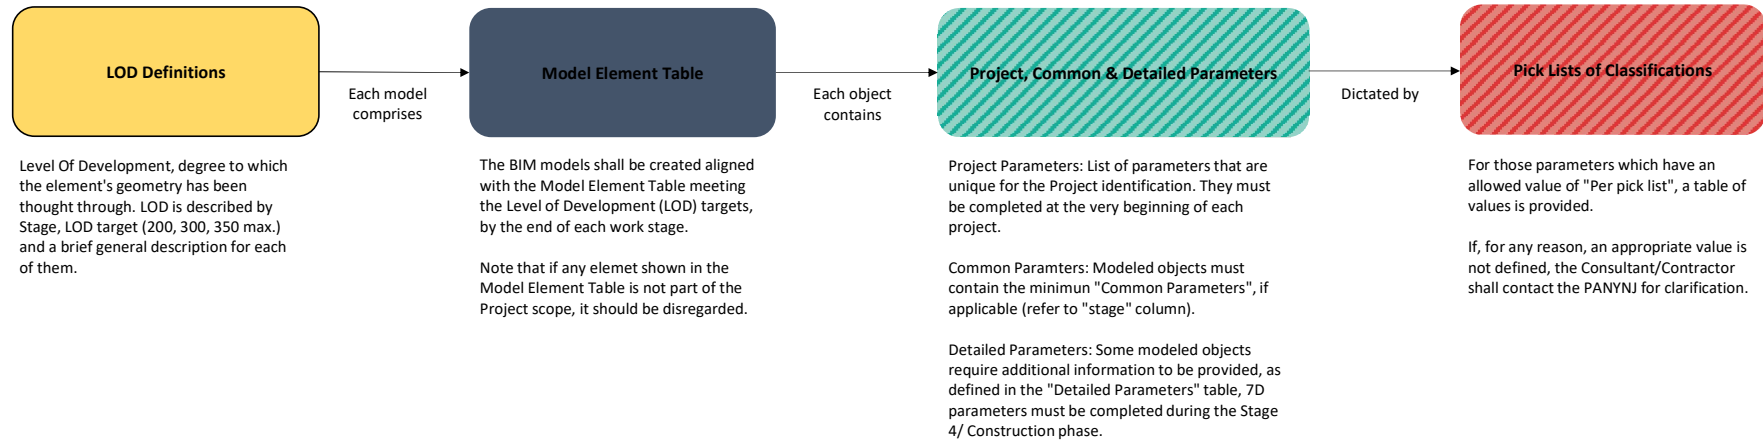 LOD Definitions
Each model
comprises
Model Element Table
Each object
contains
Project, Common & Detailed Parameters
Dictated by
Pick Lists of Classifications
Level Of Development, degree to which
the element's geometry has been
thought through. LOD is described by
Stage, LOD target (200, 300, 350 max.)
and a brief general description for each
of them.
The BIM models shall be created aligned
with the Model Element Table meeting
the Level of Development (LOD) targets,
by the end of each work stage.
Note that if any elemet shown in the
Model Element Table is not part of the
Project scope, it should be disregarded.
Project Parameters: List of parameters that are
unique for the Project identification. They must
be completed at the very beginning of each
project.
Common Paramters: Modeled objects must
contain the minimun "Common Parameters", if
applicable (refer to "stage" column).
Detailed Parameters: Some modeled objects
require additional information to be provided, as
defined in the "Detailed Parameters" table, 7D
parameters must be completed during the Stage
4/ Construction phase.
For those parameters which have an
allowed value of "Per pick list", a table of
values is provided.
If, for any reason, an appropriate value is
not defined, the Consultant/Contractor
shall contact the PANYNJ for clarification.